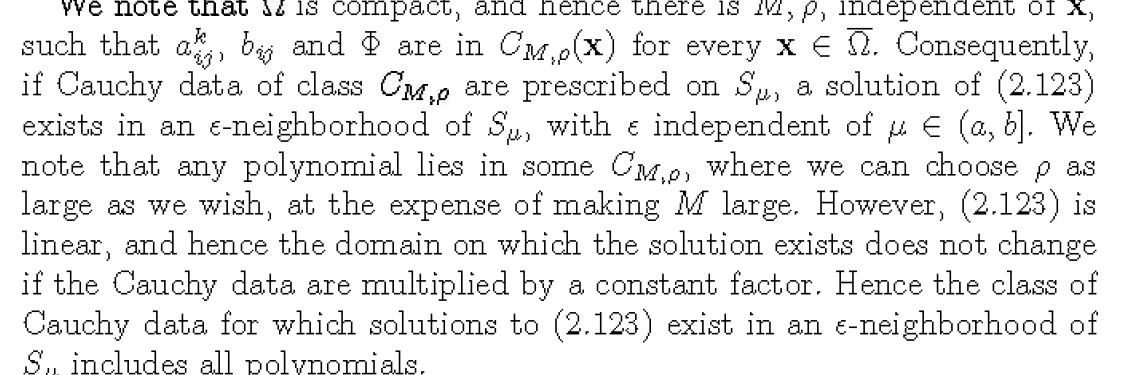 We note that Ω is compact, and hence there is M, ρ, independent of x,
such that a^k_{ij}, b_{ij} and Φ are in C_{M,ρ}(x) for every x ∈ Ω̅. Consequently,
if Cauchy data of class C_{M,ρ} are prescribed on S_μ, a solution of (2.123)
exists in an ϵ-neighborhood of S_μ, with ϵ independent of μ ∈ (a, b]. We
note that any polynomial lies in some C_{M,ρ}, where we can choose ρ as
large as we wish, at the expense of making M large. However, (2.123) is
linear, and hence the domain on which the solution exists does not change
if the Cauchy data are multiplied by a constant factor. Hence the class of
Cauchy data for which solutions to (2.123) exist in an ϵ-neighborhood of
S_μ includes all polynomials.